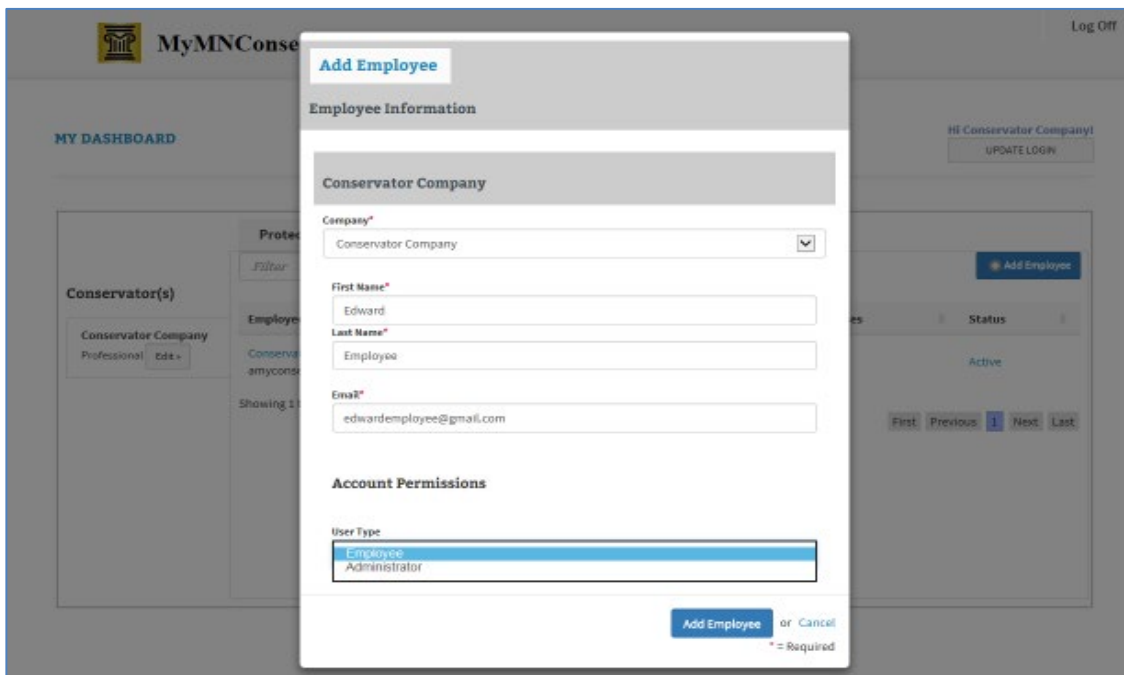 Log Off
MyMNConse
Add Employee
Employee Information
MY DASHBOARD
Hi Conservator Company!
UPDATE LOGIN
Conservator Company
Company*
Conservator Company
Protec
Filter
Add Employee
Conservator(s)
First Name*
Edward
Employe
es
Status
Last Name*
Employee
Conservator Company
Professional Edit »
Conserva
amycons
Active
Showing 1
Email*
edwardemployee@gmail.com
First Previous 1 Next Last
Account Permissions
User Type
Employee
Administrator
Add Employee or Cancel
* = Required